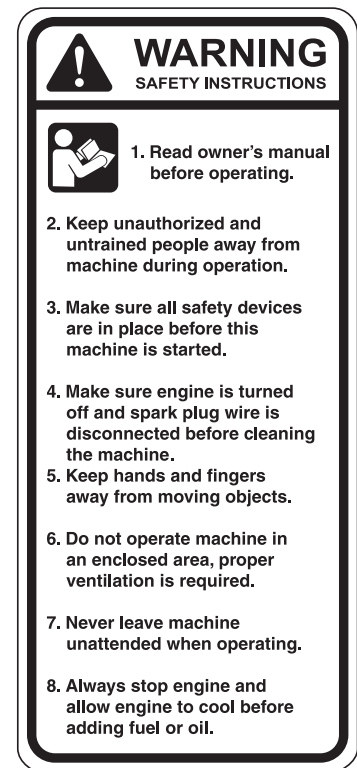 WARNING
SAFETY INSTRUCTIONS
1. Read owner's manual
before operating.
2. Keep unauthorized and
untrained people away from
machine during operation.
3. Make sure all safety devices
are in place before this
machine is started.
4. Make sure engine is turned
off and spark plug wire is
disconnected before cleaning
the machine.
5. Keep hands and fingers
away from moving objects.
6. Do not operate machine in
an enclosed area, proper
ventilation is required.
7. Never leave machine
unattended when operating.
8. Always stop engine and
allow engine to cool before
adding fuel or oil.